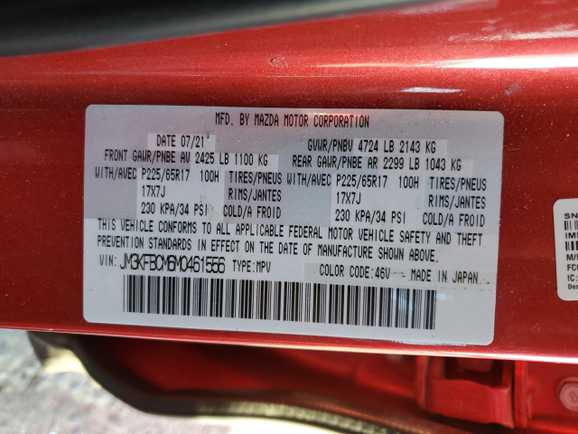 MFD. BY MAZDA MOTOR CORPORATION
DATE 07/21 GVWR/PNBV 4724 LB 2143 KG
FRONT GAWR/PNBE AV 2425 LB 1100 KG REAR GAWR/PNBE AR 2299 LB 1043 KG
WITH/AVEC P225/65R17 100H TIRES/PNEUS WITH/AVEC P225/65R17 100H TIRES/PNEUS
17X7J RIMS/JANTES 17X7J RIMS/JANTES
230 KPA/34 PSI COLD/A FROID 230 KPA/34 PSI COLD/A FROID
THIS VEHICLE CONFORMS TO ALL APPLICABLE FEDERAL MOTOR VEHICLE SAFETY AND THEFT
PREVENTION STANDARDS IN EFFECT ON THE DATE OF MANUFACTURE SHOWN ABOVE.
VIN: JM3KFBCM6M0461556 TYPE:MPV COLOR CODE:46V MADE IN JAPAN
SN